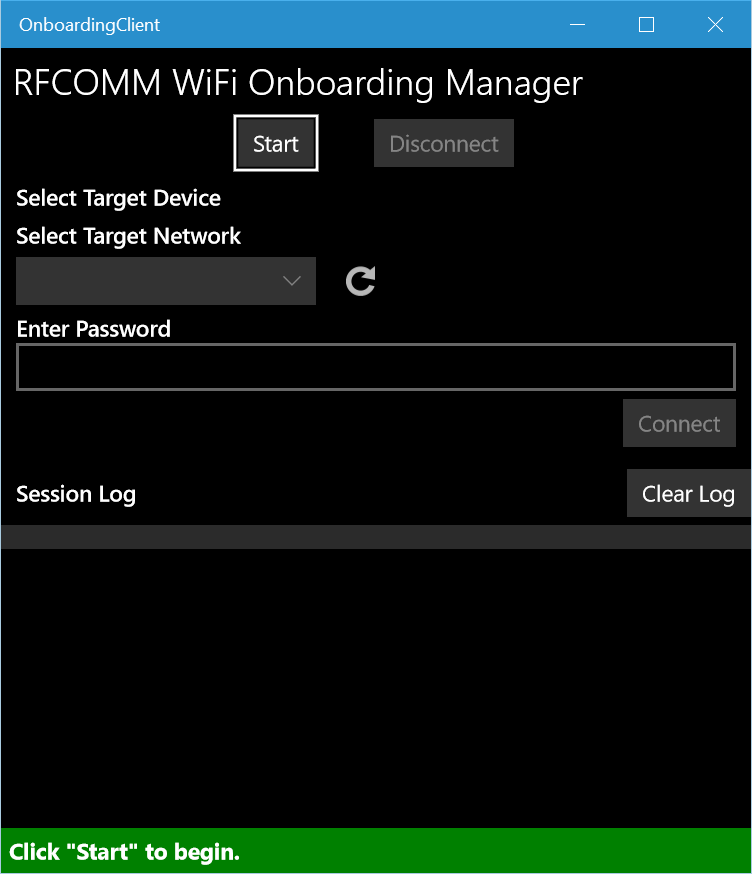 OnboardingClient
RFCOMM WiFi Onboarding Manager
Start Disconnect
Select Target Device
Select Target Network
Enter Password
Connect
Session Log Clear Log
Click "Start" to begin.